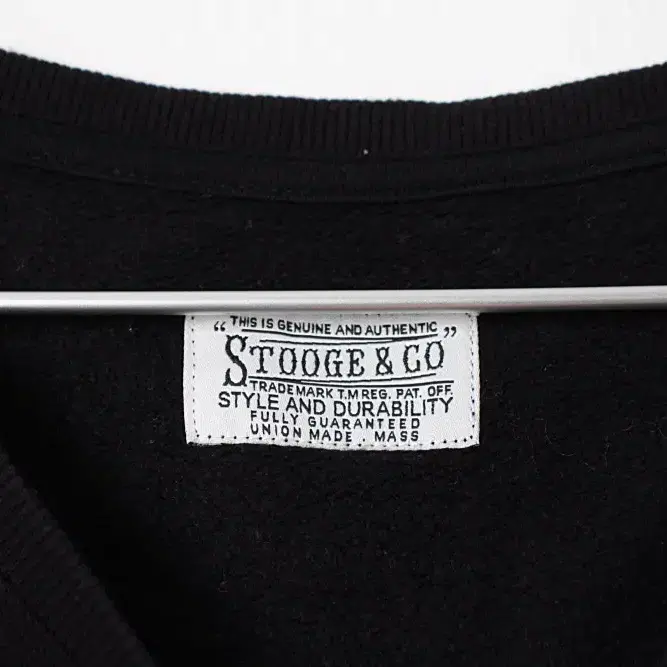 “ THIS IS GENUINE AND AUTHENTIC ”
STOOGE & CO
TRADEMARK T.M REG. PAT. OFF
STYLE AND DURABILITY
FULLY GUARANTEED
UNION MADE . MASS